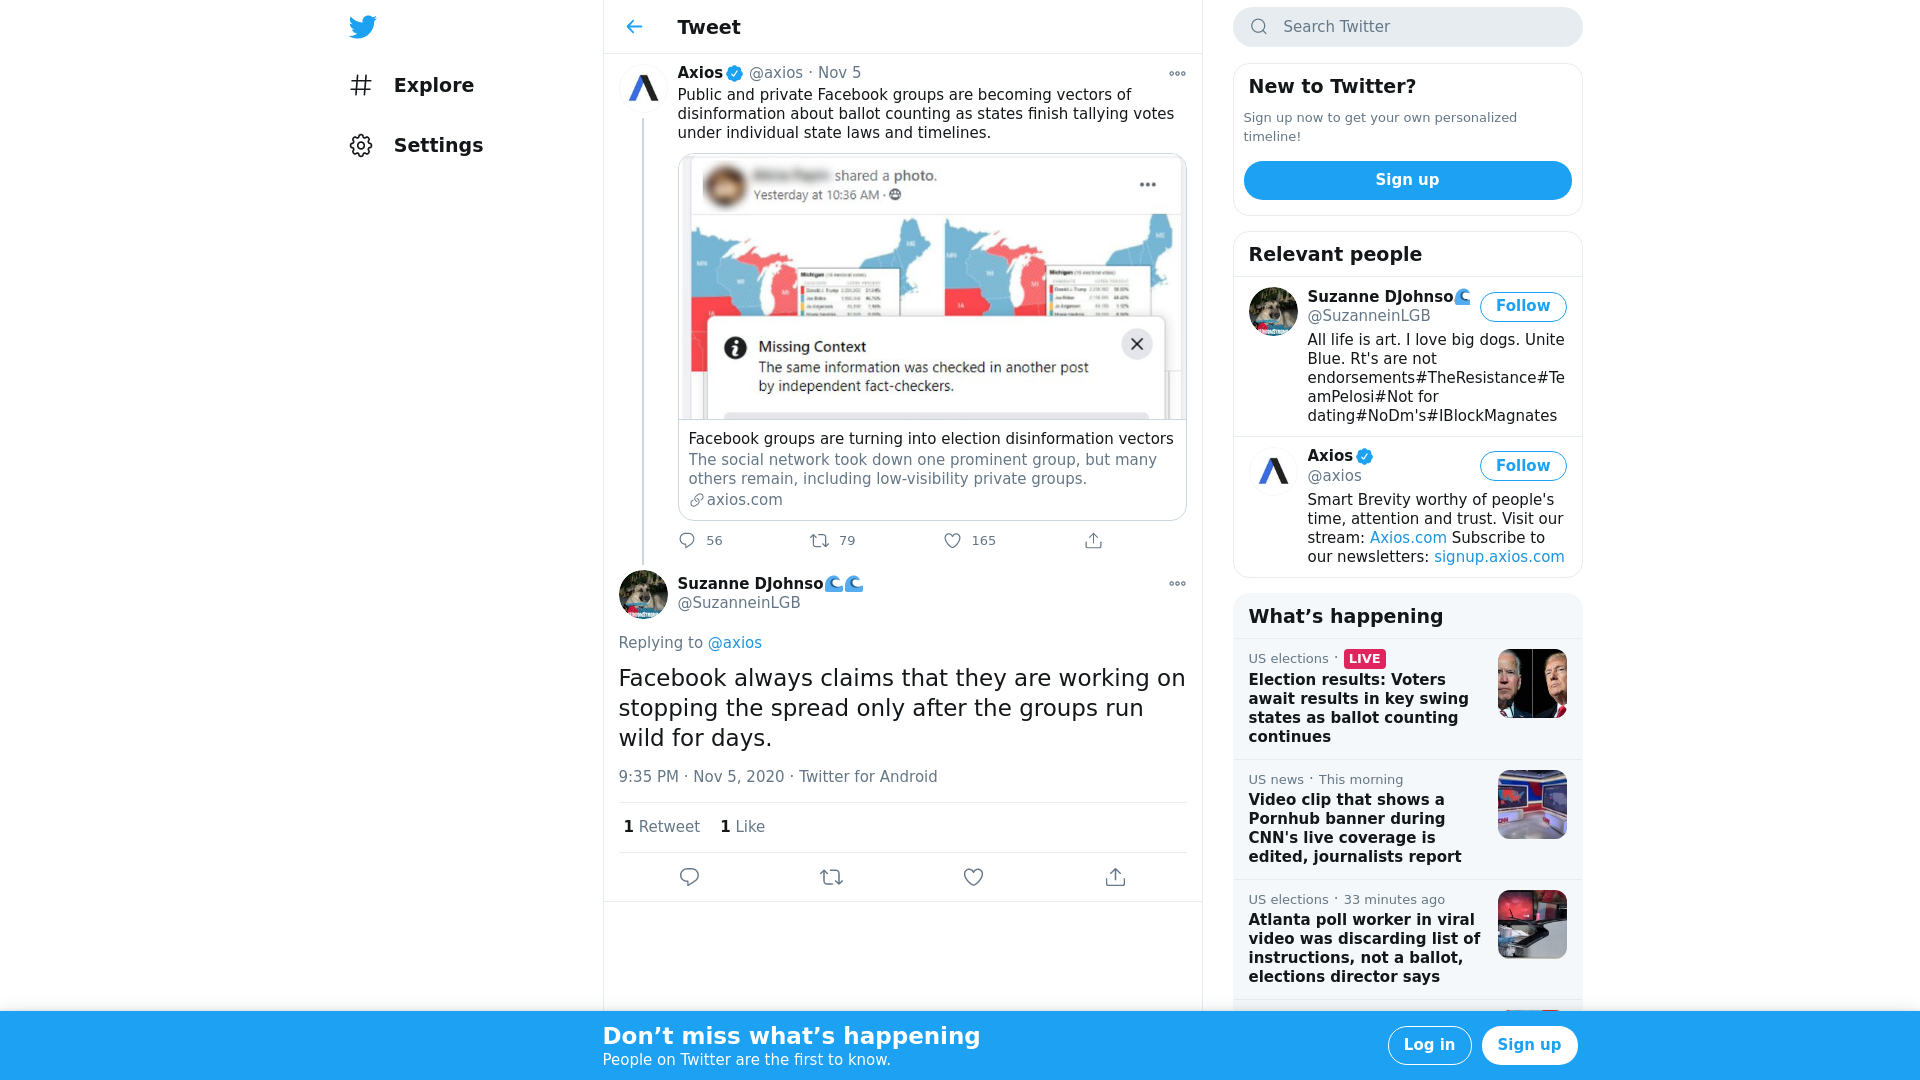 Explore
Settings
Tweet
Axios @axios · Nov 5
Public and private Facebook groups are becoming vectors of
disinformation about ballot counting as states finish tallying votes
under individual state laws and timelines.
shared a photo.
Yesterday at 10:36 AM ·
Michigan
Michigan
Missing Context
The same information was checked in another post
by independent fact-checkers.
Facebook groups are turning into election disinformation vectors
The social network took down one prominent group, but many
others remain, including low-visibility private groups.
axios.com
56 79 165
Suzanne DJohnso🌊🌊
@SuzanneinLGB
Replying to @axios
Facebook always claims that they are working on
stopping the spread only after the groups run
wild for days.
9:35 PM · Nov 5, 2020 · Twitter for Android
1 Retweet 1 Like
Search Twitter
New to Twitter?
Sign up now to get your own personalized
timeline!
Sign up
Relevant people
Suzanne DJohnso🌊
@SuzanneinLGB
Follow
All life is art. I love big dogs. Unite
Blue. Rt's are not
endorsements#TheResistance#Te
amPelosi#Not for
dating#NoDm's#IBlockMagnates
Axios
@axios
Follow
Smart Brevity worthy of people's
time, attention and trust. Visit our
stream: Axios.com Subscribe to
our newsletters: signup.axios.com
What's happening
US elections · LIVE
Election results: Voters
await results in key swing
states as ballot counting
continues
US news · This morning
Video clip that shows a
Pornhub banner during
CNN's live coverage is
edited, journalists report
US elections · 33 minutes ago
Atlanta poll worker in viral
video was discarding list of
instructions, not a ballot,
elections director says
Don't miss what's happening
People on Twitter are the first to know.
Log in
Sign up